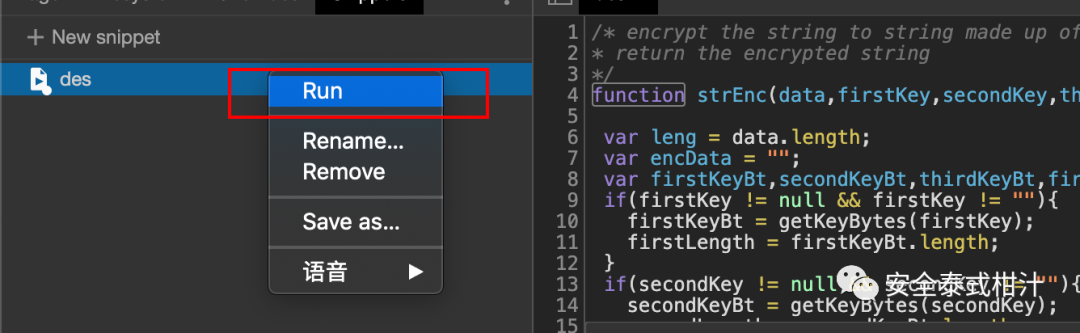 + New snippet
des
Run
Rename...
Remove
Save as...
语音
1 /* encrypt the string to string made up of
2 * return the encrypted string
3 */
4 function strEnc(data,firstKey,secondKey,th
5
6 var leng = data.length;
7 var encData = "";
8 var firstKeyBt,secondKeyBt,thirdKeyBt,fir
9 if(firstKey != null && firstKey != ""){
10 firstKeyBt = getKeyBytes(firstKey);
11 firstLength = firstKeyBt.length;
12 }
13 if(secondKey != null && secondKey != ""){
14 secondKeyBt = getKeyBytes(secondKey);
15
安全泰式柑汁